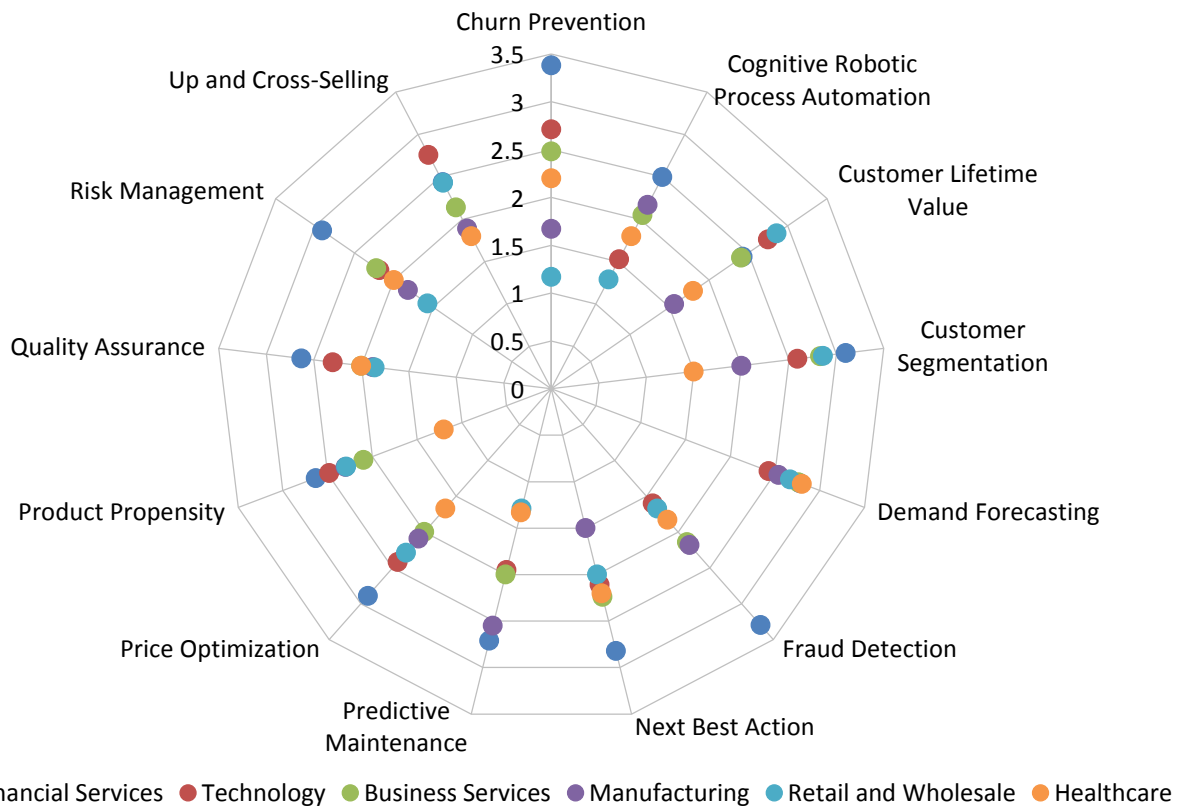 Churn Prevention
Cognitive Robotic
Process Automation
Customer Lifetime
Value
Customer
Segmentation
Demand Forecasting
Fraud Detection
Next Best Action
Predictive
Maintenance
Price Optimization
Product Propensity
Quality Assurance
Risk Management
Up and Cross-Selling
3.5
3
2.5
2
1.5
1
0.5
0
nancial Services Technology Business Services Manufacturing Retail and Wholesale Healthcare